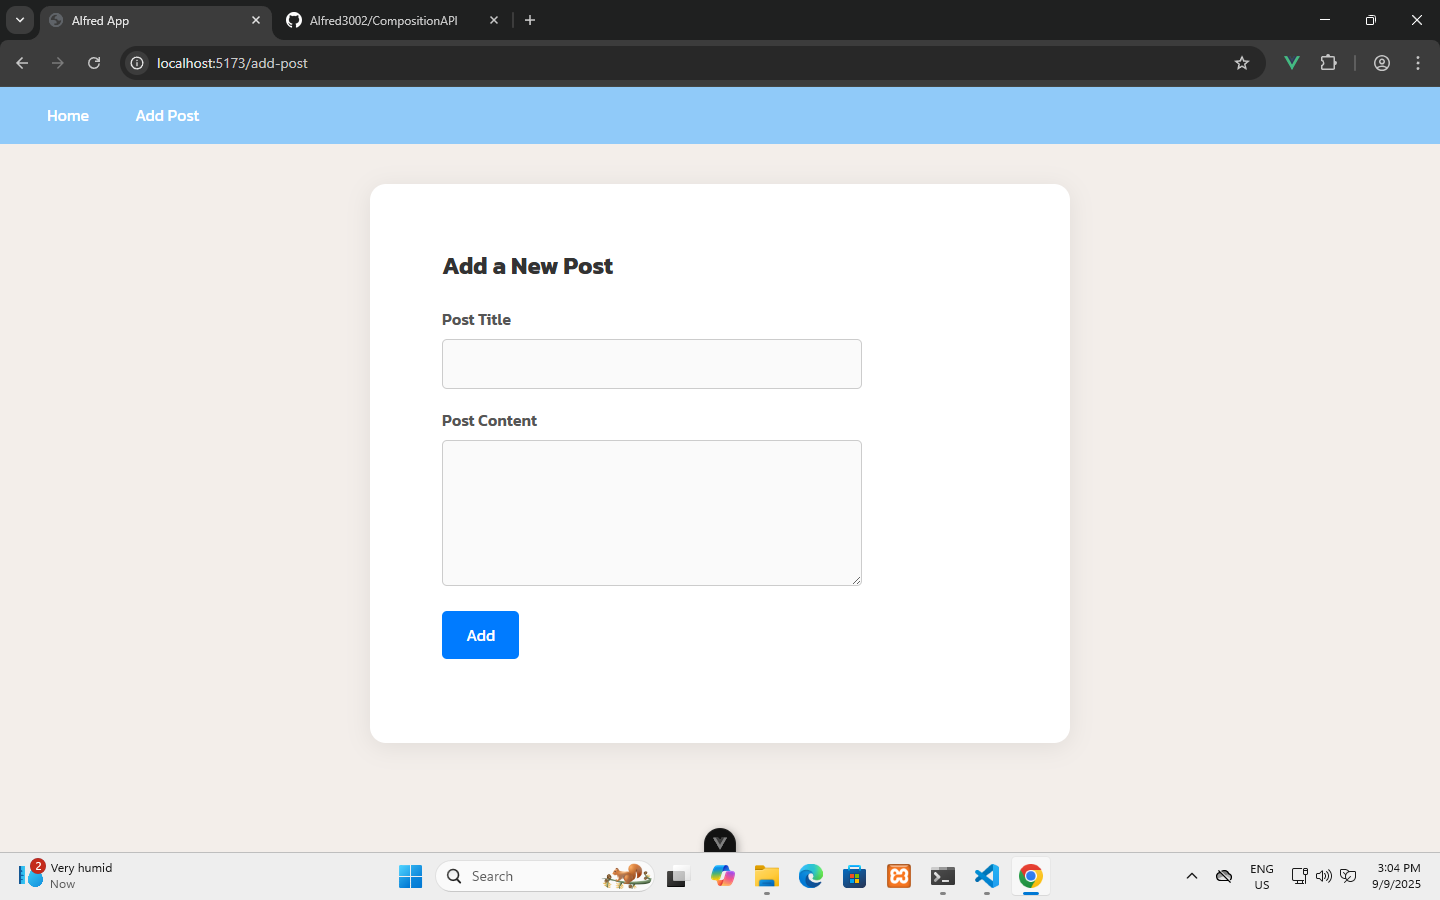 Alfred App
Alfred3002/CompositionAPI
localhost:5173/add-post
Home
Add Post
Add a New Post
Post Title
Post Content
Add
2
Very humid
Now
Search
ENG
US
3:04 PM
9/9/2025